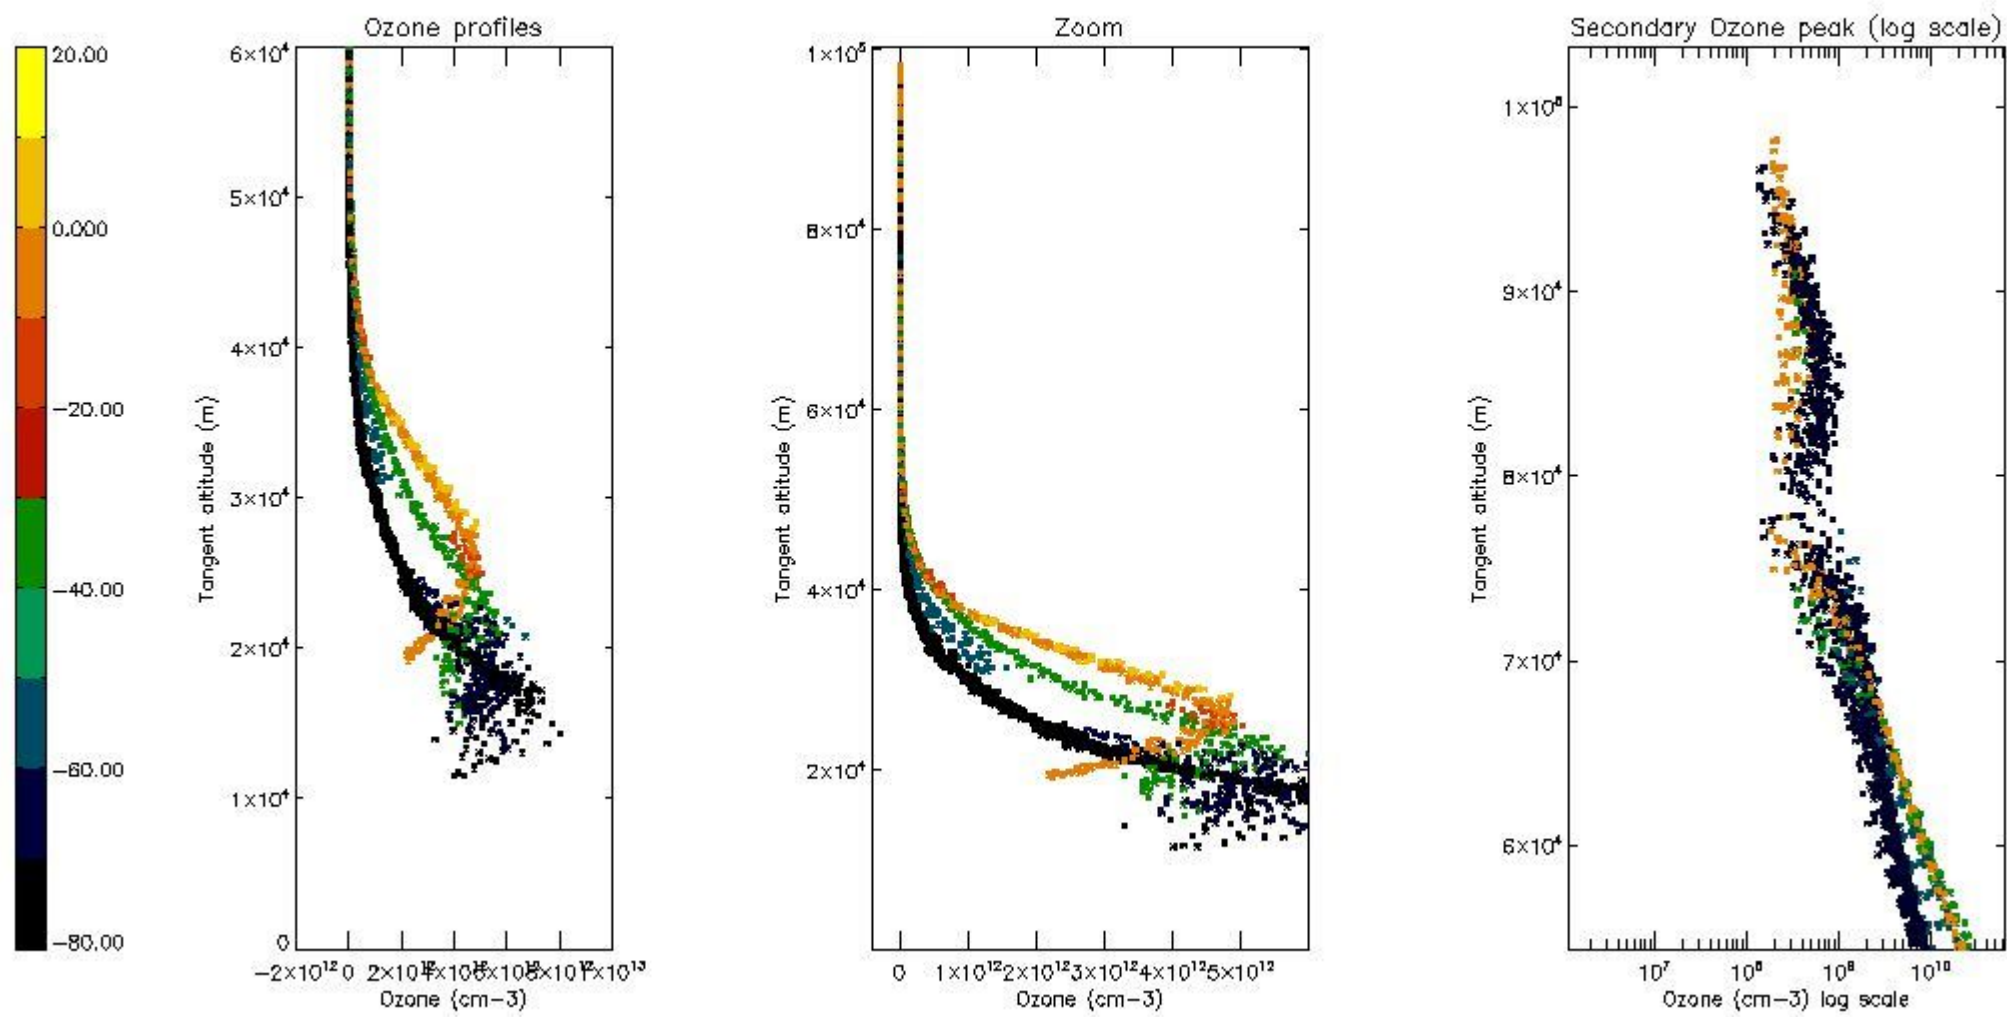 Ozone profiles
Zoom
Secondary Ozone peak (log scale)
20.00
0.000
−20.00
−40.00
−60.00
−80.00
6×10⁴
5×10⁴
4×10⁴
3×10⁴
2×10⁴
1×10⁴
0
Tangent altitude (m)
−2×10¹² 0
Ozone (cm−3)
1×10⁵
8×10⁴
6×10⁴
4×10⁴
2×10⁴
Tangent altitude (m)
0 1×10¹² 2×10¹² 3×10¹² 4×10¹² 5×10¹²
Ozone (cm−3)
9×10⁴
8×10⁴
7×10⁴
6×10⁴
Tangent altitude (m)
10⁷ 10⁸ 10⁹ 10¹⁰
Ozone (cm−3) log scale